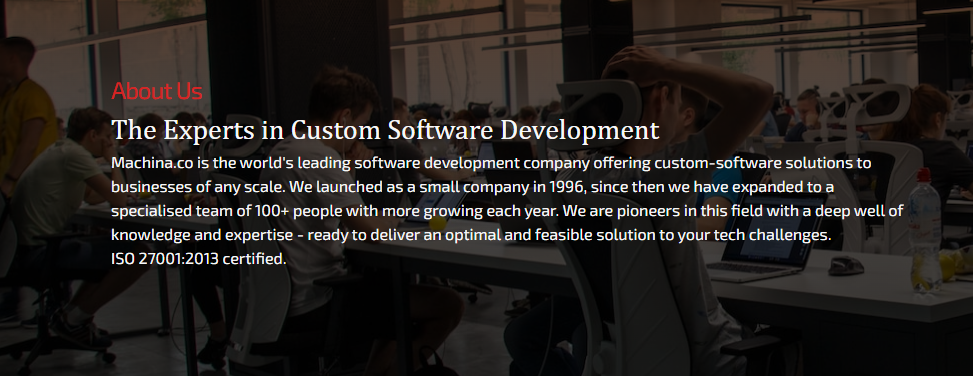 About Us
The Experts in Custom Software Development
Machina.co is the world's leading software development company offering custom-software solutions to
businesses of any scale. We launched as a small company in 1996, since then we have expanded to a
specialised team of 100+ people with more growing each year. We are pioneers in this field with a deep well of
knowledge and expertise - ready to deliver an optimal and feasible solution to your tech challenges.
ISO 27001:2013 certified.